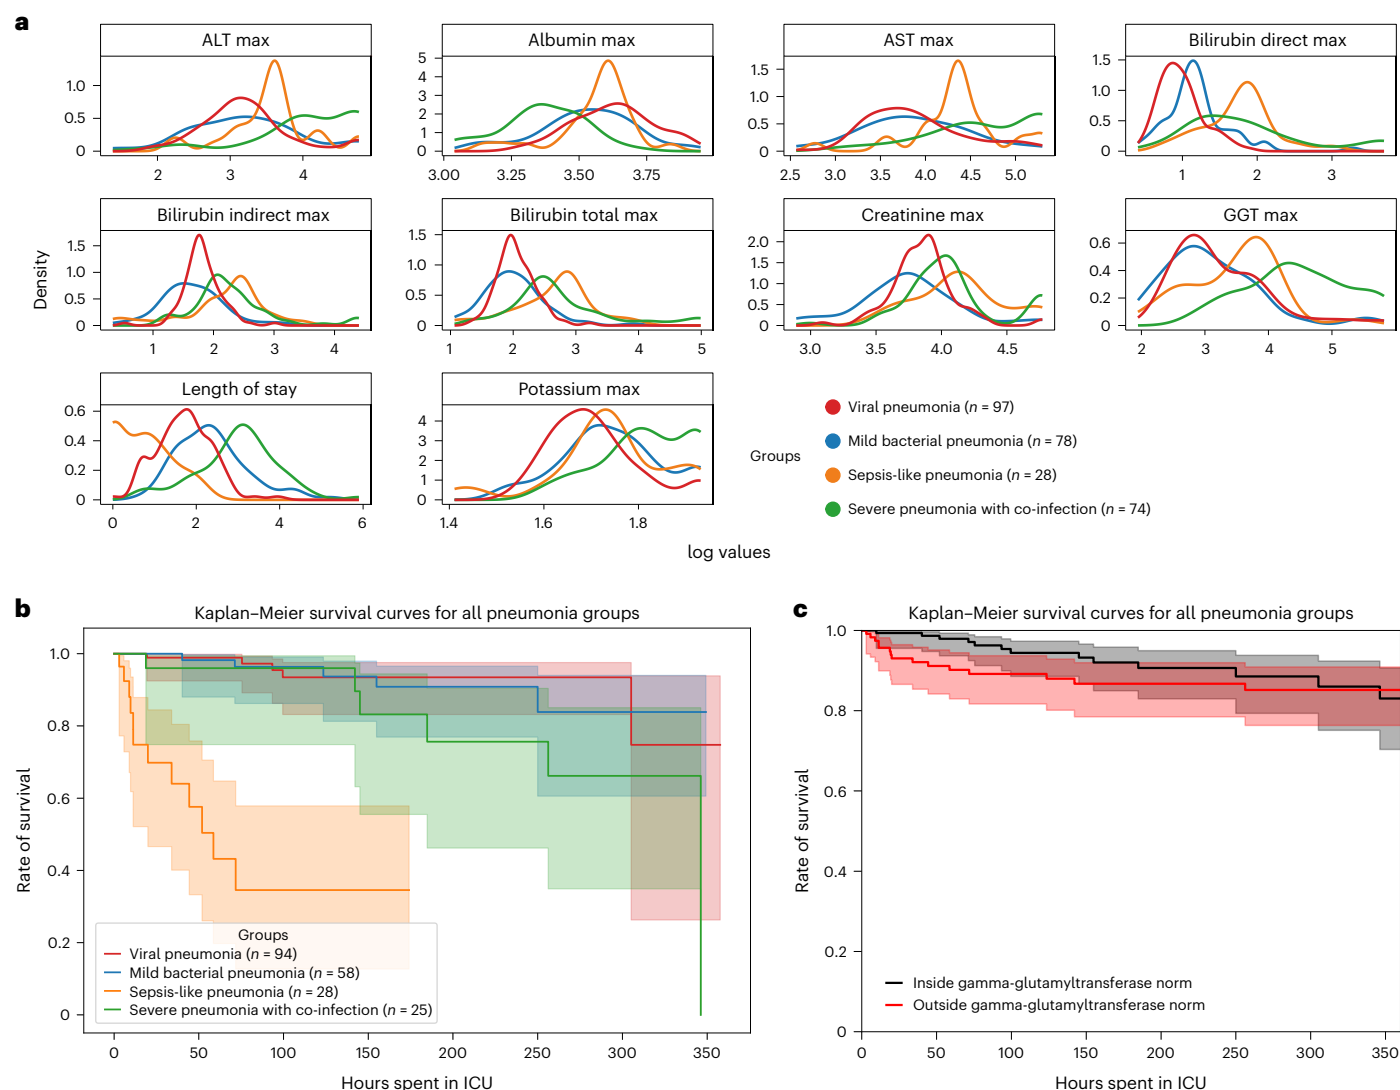 a
ALT max
Albumin max
AST max
Bilirubin direct max
1.0
0.5
0
2 3 4
5
4
3
2
1
0
3.00 3.25 3.50 3.75
1.5
1.0
0.5
0
2.5 3.0 3.5 4.0 4.5 5.0
1.5
1.0
0.5
0
1 2 3
Density
Bilirubin indirect max
Bilirubin total max
Creatinine max
GGT max
1.5
1.0
0.5
0
1 2 3 4
1.0
0.5
0
1 2 3 4 5
2.0
1.5
1.0
0.5
0
3.0 3.5 4.0 4.5
0.6
0.4
0.2
0
2 3 4 5
Length of stay
Potassium max
0.6
0.4
0.2
0
0 2 4 6
4
3
2
1
0
1.4 1.6 1.8
Groups
Viral pneumonia (n = 97)
Mild bacterial pneumonia (n = 78)
Sepsis-like pneumonia (n = 28)
Severe pneumonia with co-infection (n = 74)
log values
b
Kaplan–Meier survival curves for all pneumonia groups
Rate of survival
1.0
0.8
0.6
0.4
0.2
0
Groups
Viral pneumonia (n = 94)
Mild bacterial pneumonia (n = 58)
Sepsis-like pneumonia (n = 28)
Severe pneumonia with co-infection (n = 25)
0 50 100 150 200 250 300 350
Hours spent in ICU
c
Kaplan–Meier survival curves for all pneumonia groups
Rate of survival
1.0
0.8
0.6
0.4
0.2
0
Inside gamma-glutamyltransferase norm
Outside gamma-glutamyltransferase norm
0 50 100 150 200 250 300 350
Hours spent in ICU